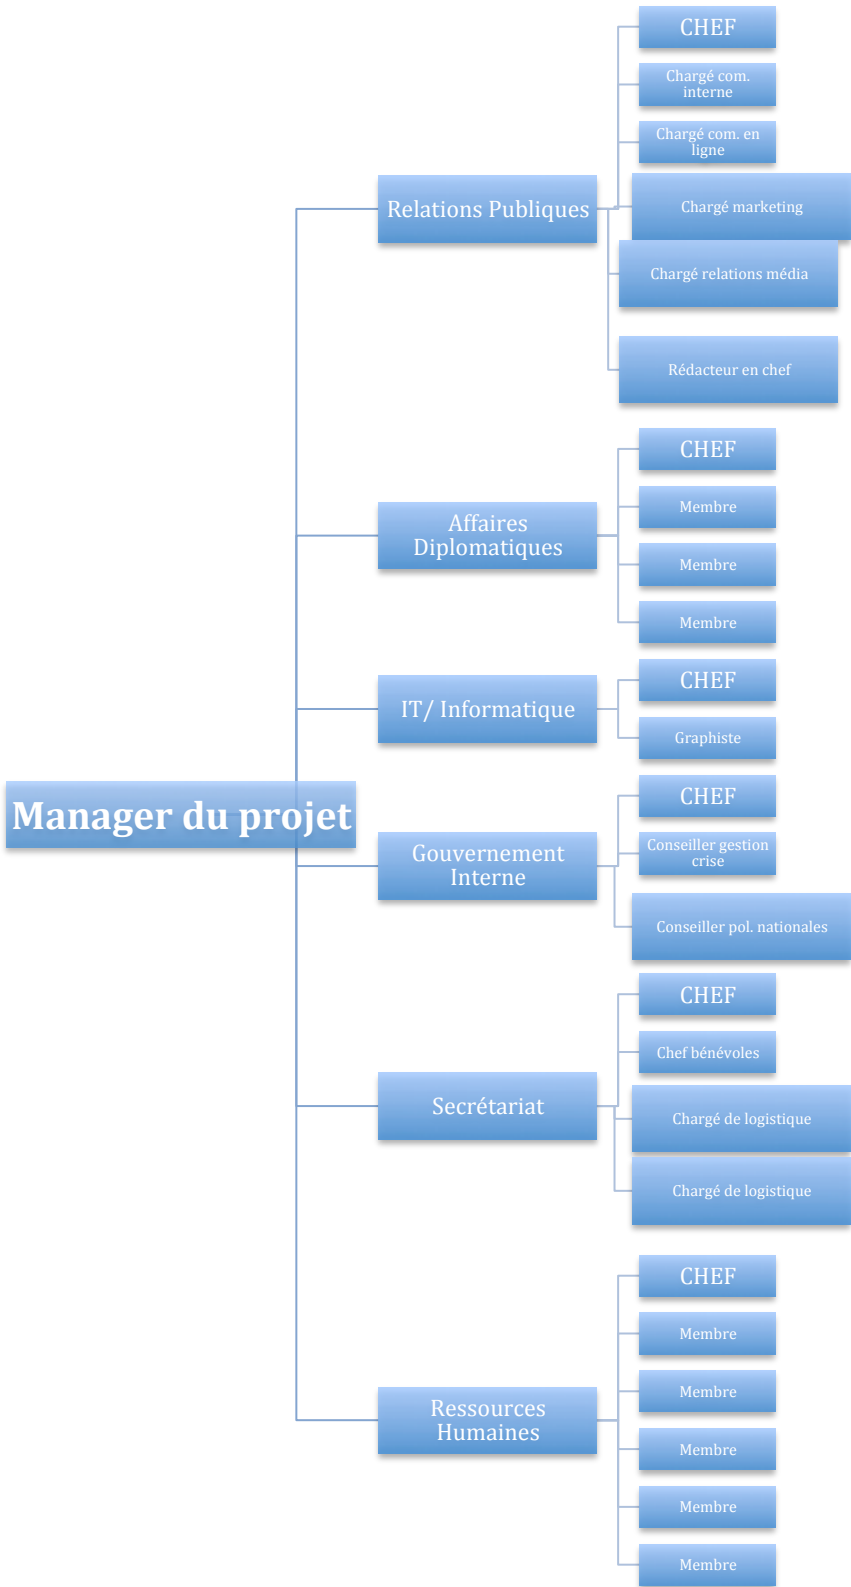 CHEF
Chargé com.
interne
Chargé com. en
ligne
Relations Publiques
Chargé marketing
Chargé relations média
Rédacteur en chef
CHEF
Membre
Affaires
Diplomatiques
Membre
Membre
CHEF
IT/ Informatique
Graphiste
CHEF
Manager du projet
Gouvernement
Interne
Conseiller gestion
crise
Conseiller pol. nationales
CHEF
Chef bénévoles
Secrétariat
Chargé de logistique
Chargé de logistique
CHEF
Membre
Membre
Ressources
Humaines
Membre
Membre
Membre